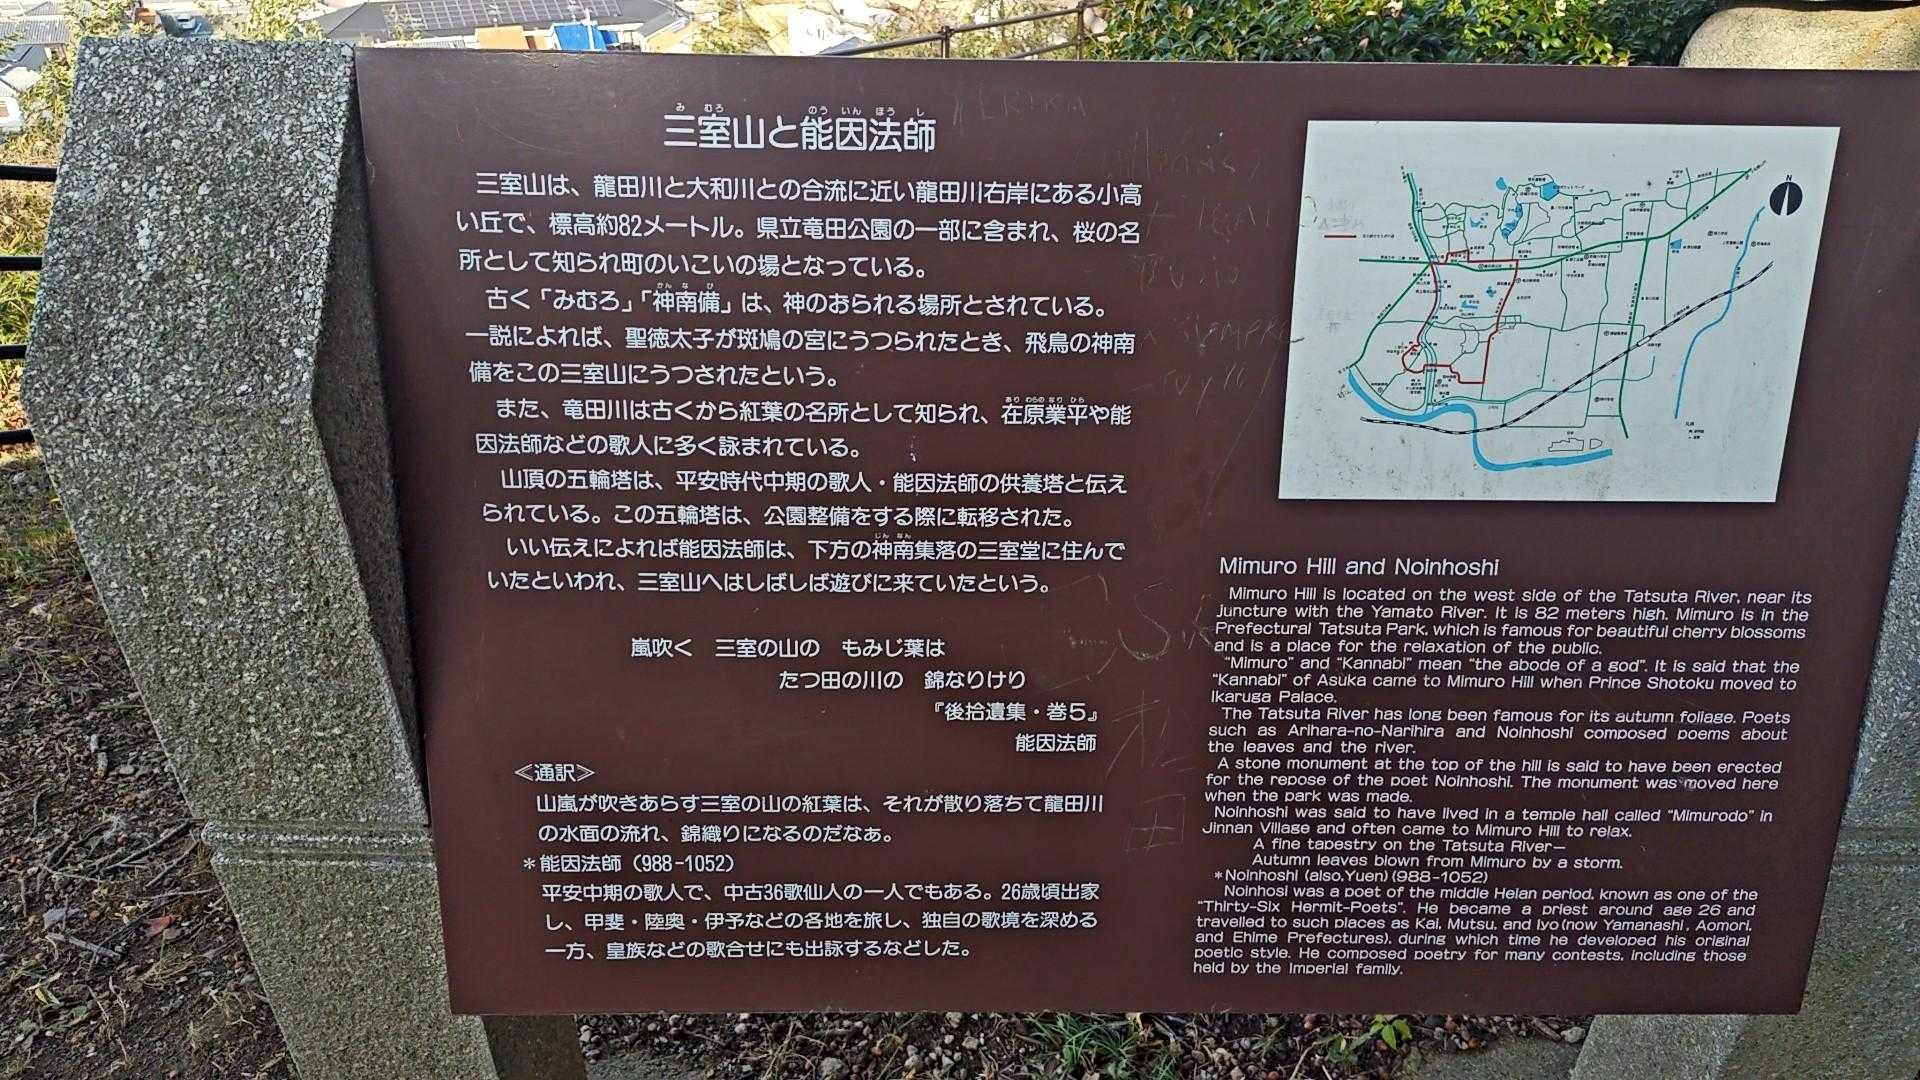 三室山と能因法師
三室山は、龍田川と大和川との合流に近い龍田川右岸にある小高
い丘で、標高約82メートル。県立竜田公園の一部に含まれ、桜の名
所として知られ町のいこいの場となっている。
古く「みむろ」「神南備」は、神のおられる場所とされている。
一説によれば、聖徳太子が斑鳩の宮にうつられたとき、飛鳥の神南
備をこの三室山にうつされたという。
また、竜田川は古くから紅葉の名所として知られ、在原業平や能
因法師などの歌人に多く詠まれている。
山頂の五輪塔は、平安時代中期の歌人・能因法師の供養塔と伝え
られている。この五輪塔は、公園整備をする際に転移された。
いい伝えによれば能因法師は、下方の神南集落の三室堂に住んで
いたといわれ、三室山へはしばしば遊びに来ていたという。
嵐吹く 三室の山の もみじ葉は
たつ田の川の 錦なりけり
『後拾遺集・巻5』
能因法師
≪通訳≫
山嵐が吹きあらす三室の山の紅葉は、それが散り落ちて龍田川
の水面の流れ、錦織りになるのだなぁ。
＊能因法師（988-1052）
平安中期の歌人で、中古36歌仙人の一人でもある。26歳頃出家
し、甲斐・陸奥・伊予などの各地を旅し、独自の歌境を深める
一方、皇族などの歌合せにも出詠するなどした。
N
Mimuro Hill and Noinhoshi
Mimuro Hill is located on the west side of the Tatsuta River, near its
juncture with the Yamato River. It is 82 meters high. Mimuro is in the
Prefectural Tatsuta Park, which is famous for beautiful cherry blossoms
and is a place for the relaxation of the public.
"Mimuro" and "Kannabi" mean "the abode of a god". It is said that the
"Kannabi" of Asuka came to Mimuro Hill when Prince Shotoku moved to
Ikaruga Palace.
The Tatsuta River has long been famous for its autumn foliage. Poets
such as Arihara-no-Narihira and Noinhoshi composed poems about
the leaves and the river.
A stone monument at the top of the hill is said to have been erected
for the repose of the poet Noinhoshi. The monument was moved here
when the park was made.
Noinhoshi was said to have lived in a temple hall called "Mimurodo" in
Jinnan Village and often came to Mimuro Hill to relax.
A fine tapestry on the Tatsuta River—
Autumn leaves blown from Mimuro by a storm.
＊Noinhoshi (also.Yuen) (988-1052)
Noinhosi was a poet of the middle Heian period, known as one of the
"Thirty-Six Hermit-Poets". He became a priest around age 26 and
travelled to such places as Kai, Mutsu, and Iyo (now Yamanashi, Aomori,
and Ehime Prefectures), during which time he developed his original
poetic style. He composed poetry for many contests, including those
held by the Imperial family.